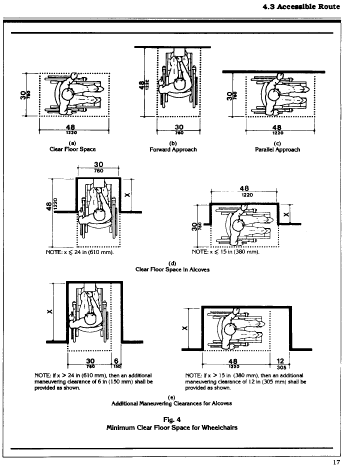 4.3 Accessible Route
30
760
48
1220
(a)
Clear Floor Space
48
1220
30
760
(b)
Forward Approach
30
760
48
1220
(c)
Parallel Approach
30
760
48
1220
x
NOTE: x ≤ 24 in (610 mm).
48
1220
30
760
x
NOTE: x ≤ 15 in (380 mm).
(d)
Clear Floor Space in Alcoves
x
30
760
6
150
NOTE: If x > 24 in (610 mm), then an additional
maneuvering clearance of 6 in (150 mm) shall be
provided as shown.
x
48
1220
12
305
NOTE: If x > 15 in (380 mm), then an additional
maneuvering clearance of 12 in (305 mm) shall be
provided as shown.
(e)
Additional Maneuvering Clearances for Alcoves
Fig. 4
Minimum Clear Floor Space for Wheelchairs
17